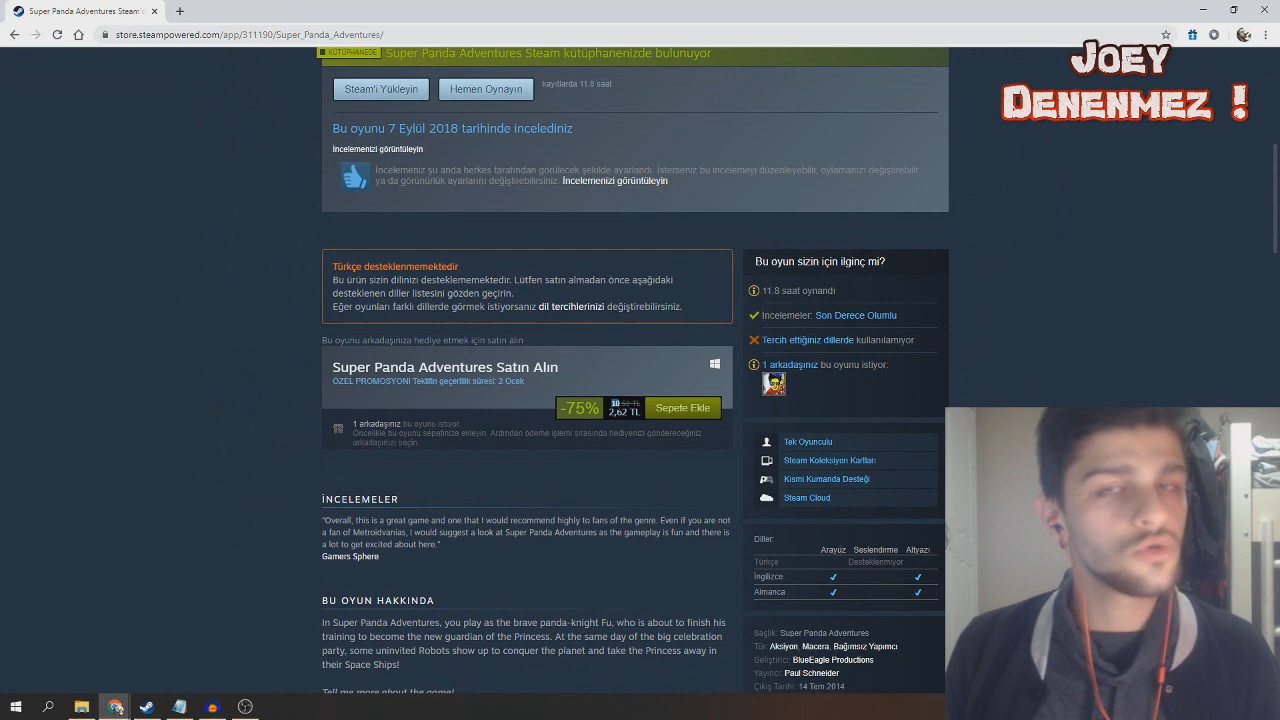 Super Panda Adventures Steam'
store.steampowered.com/app/311190/Super_Panda_Adventures/
JOEY
DENENMEZ !
KÜTÜPHANEDE
Super Panda Adventures Steam kütüphanenizde bulunuyor
Steam'i Yükleyin
Hemen Oynayın
kayıtlarda 11.8 saat
Bu oyunu 7 Eylül 2018 tarihinde incelediniz
İncelemenizi görüntüleyin
İncelemeniz şu anda herkes tarafından görülecek şekilde ayarlandı. İsterseniz bu incelemeyi düzenleyebilir, oylamanızı değiştirebilir
ya da görünürlük ayarlarını değiştirebilirsiniz. İncelemenizi görüntüleyin
Türkçe desteklenmemektedir
Bu ürün sizin dilinizi desteklememektedir. Lütfen satın almadan önce aşağıdaki
desteklenen diller listesini gözden geçirin.
Eğer oyunları farklı dillerde görmek istiyorsanız dil tercihlerinizi değiştirebilirsiniz.
Bu oyunu arkadaşınıza hediye etmek için satın alın
Super Panda Adventures Satın Alın
ÖZEL PROMOSYON! Teklifin geçerlilik süresi: 2 Ocak
-75%
10,50 TL
2,62 TL
Sepete Ekle
1 arkadaşınız bu oyunu istiyor.
Öncelikle bu oyunu sepetinize ekleyin. Ardından ödeme işlemi sırasında hediyenizi göndereceğiniz
arkadaşınızı seçin
İNCELEMELER
"Overall, this is a great game and one that I would recommend highly to fans of the genre. Even if you are not
a fan of Metroidvanias, I would suggest a look at Super Panda Adventures as the gameplay is fun and there is
a lot to get excited about here."
Gamers Sphere
BU OYUN HAKKINDA
In Super Panda Adventures, you play as the brave panda-knight Fu, who is about to finish his
training to become the new guardian of the Princess. At the same day of the big celebration
party, some uninvited Robots show up to conquer the planet and take the Princess away in
their Space Ships!
Tell me more about the game!
Bu oyun sizin için ilginç mi?
11.8 saat oynandı
İncelemeler: Son Derece Olumlu
Tercih ettiğiniz dillerde kullanılamıyor
1 arkadaşınız bu oyunu istiyor:
Tek Oyunculu
Steam Koleksiyon Kartları
Kısmi Kumanda Desteği
Steam Cloud
Diller:
Arayüz Seslendirme Altyazı
Türkçe Desteklenmiyor
İngilizce ✔ ✔
Almanca ✔ ✔
Başlık: Super Panda Adventures
Tür: Aksiyon, Macera, Bağımsız Yapımcı
Geliştirici: BlueEagle Productions
Yayıncı: Paul Schneider
Çıkış Tarihi: 14 Tem 2014